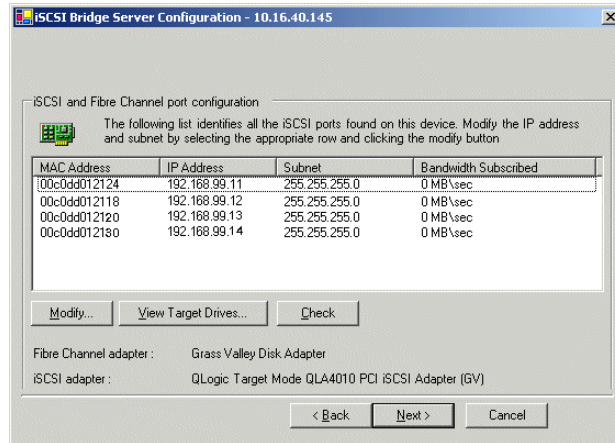 iSCSI Bridge Server Configuration - 10.16.40.145
iSCSI and Fibre Channel port configuration
The following list identifies all the iSCSI ports found on this device. Modify the IP address
and subnet by selecting the appropriate row and clicking the modify button
MAC Address IP Address Subnet Bandwidth Subscribed
00c0dd012124 192.168.99.11 255.255.255.0 0 MB\sec
00c0dd012118 192.168.99.12 255.255.255.0 0 MB\sec
00c0dd012120 192.168.99.13 255.255.255.0 0 MB\sec
00c0dd012130 192.168.99.14 255.255.255.0 0 MB\sec
Modify... View Target Drives... Check
Fibre Channel adapter : Grass Valley Disk Adapter
iSCSI adapter : QLogic Target Mode QLA4010 PCI iSCSI Adapter (GV)
< Back Next > Cancel